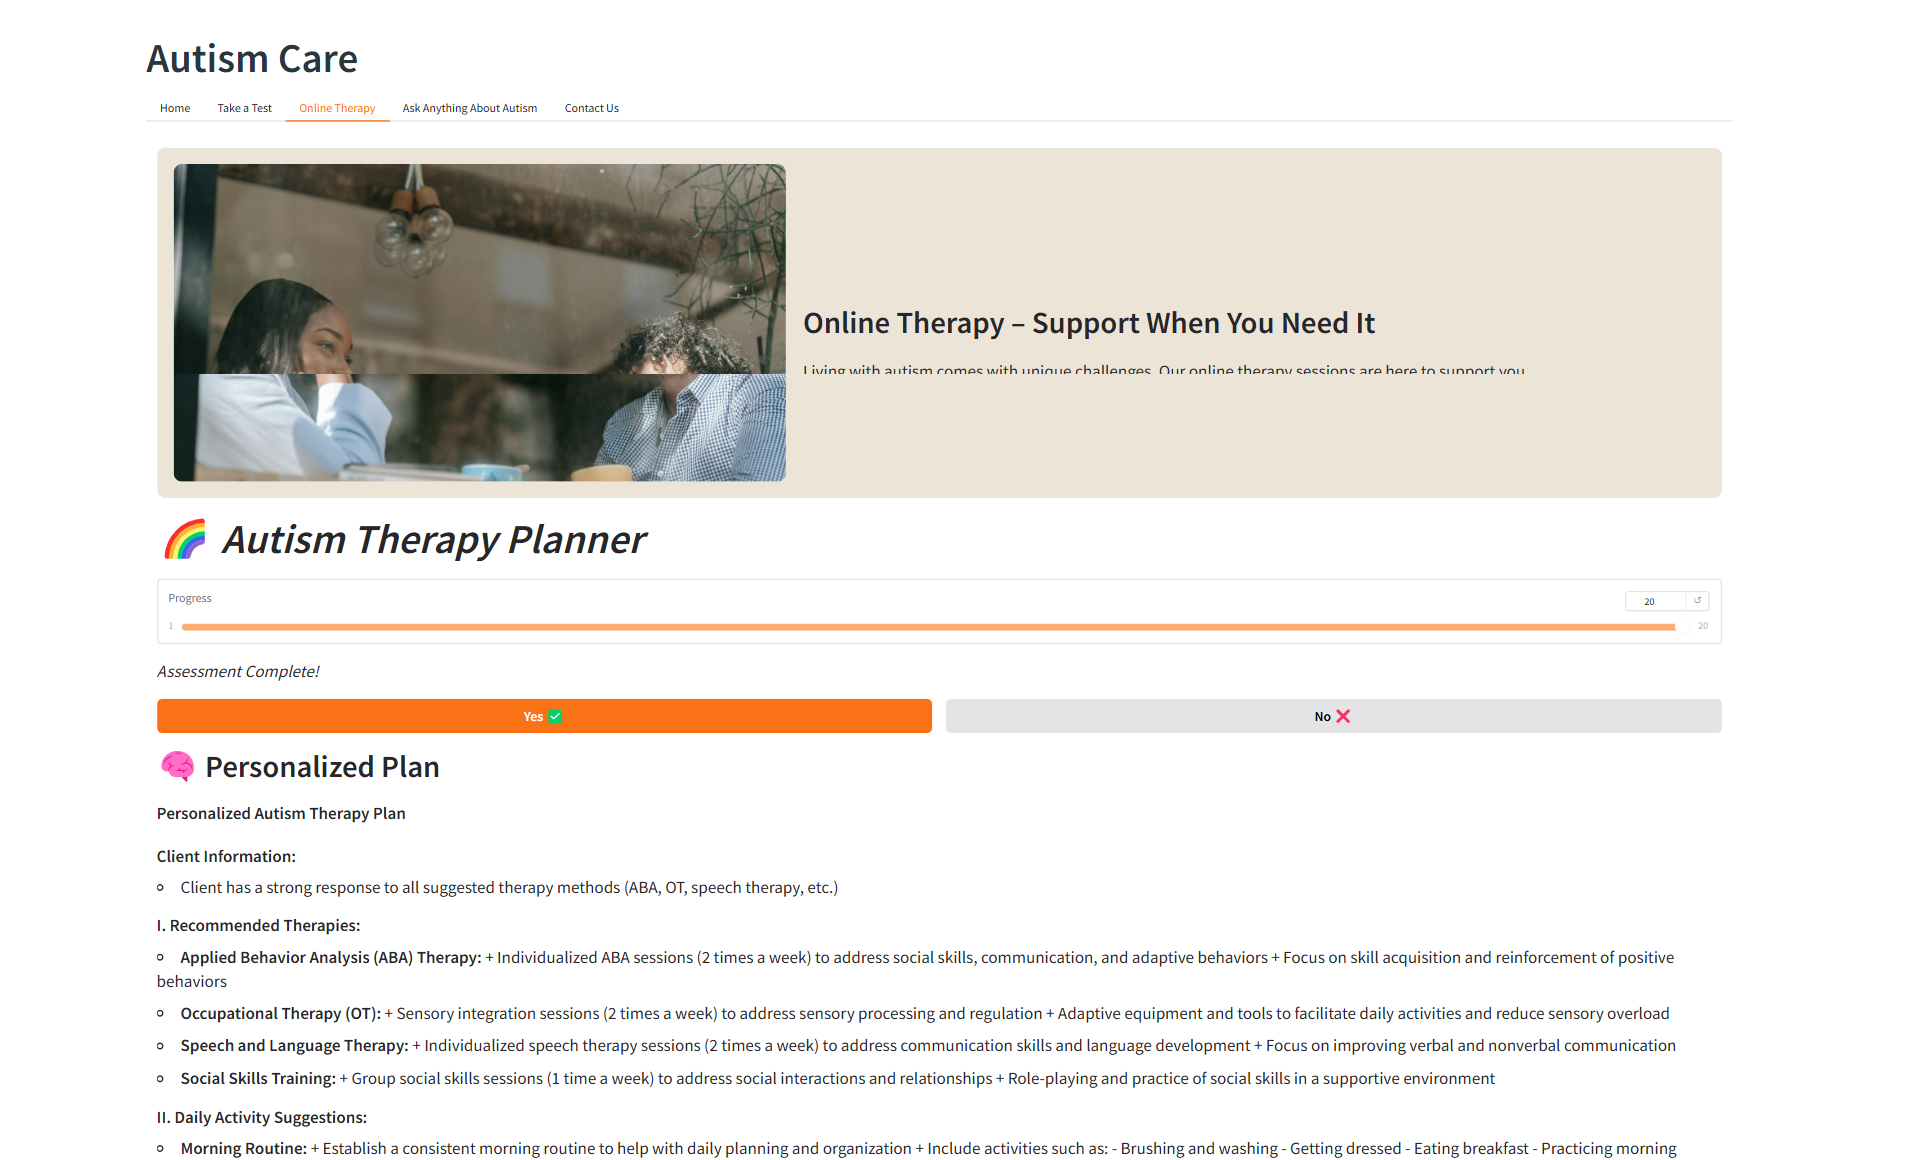 Autism Care
Home Take a Test Online Therapy Ask Anything About Autism Contact Us
Online Therapy – Support When You Need It
Living with autism comes with unique challenges. Our online therapy sessions are here to support you
🌈 Autism Therapy Planner
Progress 20 ↺
1 20
Assessment Complete!
Yes ✅ No ❌
🧠 Personalized Plan
Personalized Autism Therapy Plan
Client Information:
Client has a strong response to all suggested therapy methods (ABA, OT, speech therapy, etc.)
I. Recommended Therapies:
Applied Behavior Analysis (ABA) Therapy: + Individualized ABA sessions (2 times a week) to address social skills, communication, and adaptive behaviors + Focus on skill acquisition and reinforcement of positive
behaviors
Occupational Therapy (OT): + Sensory integration sessions (2 times a week) to address sensory processing and regulation + Adaptive equipment and tools to facilitate daily activities and reduce sensory overload
Speech and Language Therapy: + Individualized speech therapy sessions (2 times a week) to address communication skills and language development + Focus on improving verbal and nonverbal communication
Social Skills Training: + Group social skills sessions (1 time a week) to address social interactions and relationships + Role-playing and practice of social skills in a supportive environment
II. Daily Activity Suggestions:
Morning Routine: + Establish a consistent morning routine to help with daily planning and organization + Include activities such as: - Brushing and washing - Getting dressed - Eating breakfast - Practicing morning